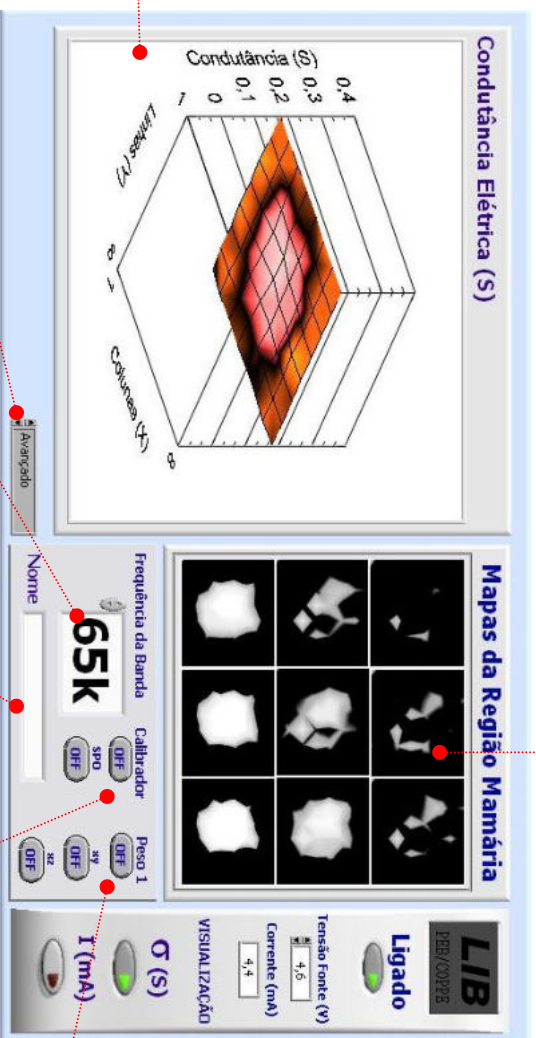 Condutância Elétrica (S)
Condutância (S)
0,4
0,3
0,2
0,1
0
1
Linhas (Y)
8
1
Colunas (X)
8
Avançado
Mapas da Região Mamária
Frequência da Banda
65k
Nome
Calibrador
OFF
SPO
OFF
Peso 1
OFF
xy
OFF
xz
OFF
LIB
PEB/COPPE
Ligado
Tensão Fonte (V)
4,6
Corrente (mA)
4,4
VISUALIZAÇÃO
σ (S)
I (mA)